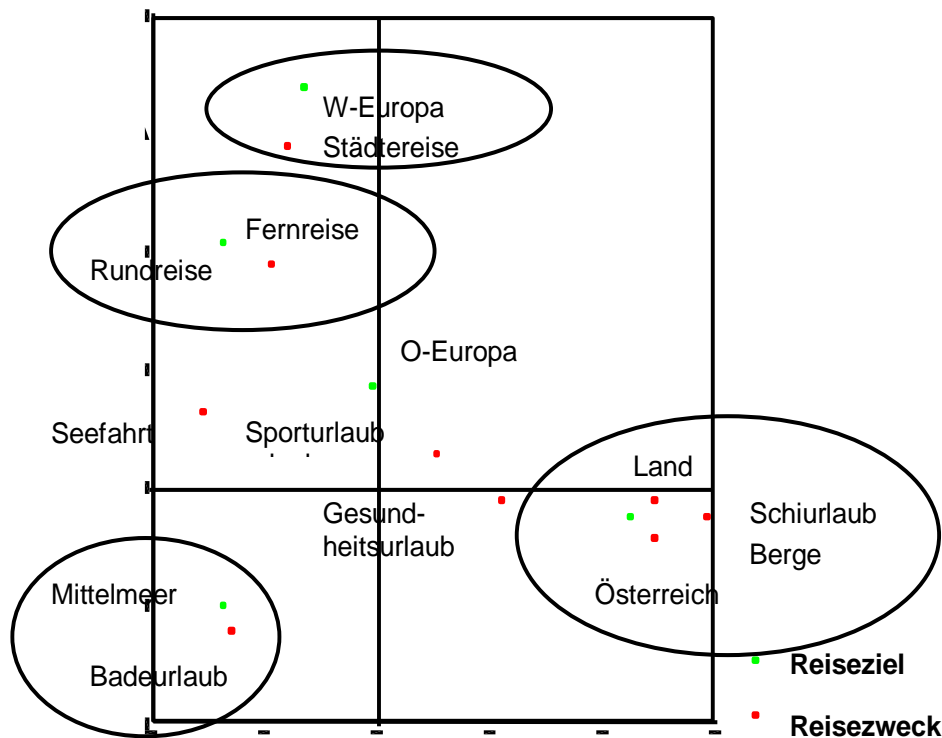 W-Europa
Städtereise
Fernreise
Rundreise
O-Europa
Seefahrt
Sporturlaub
Land
Gesund-
heitsurlaub
Schiurlaub
Berge
Mittelmeer
Österreich
Badeurlaub
Reiseziel
Reisezweck